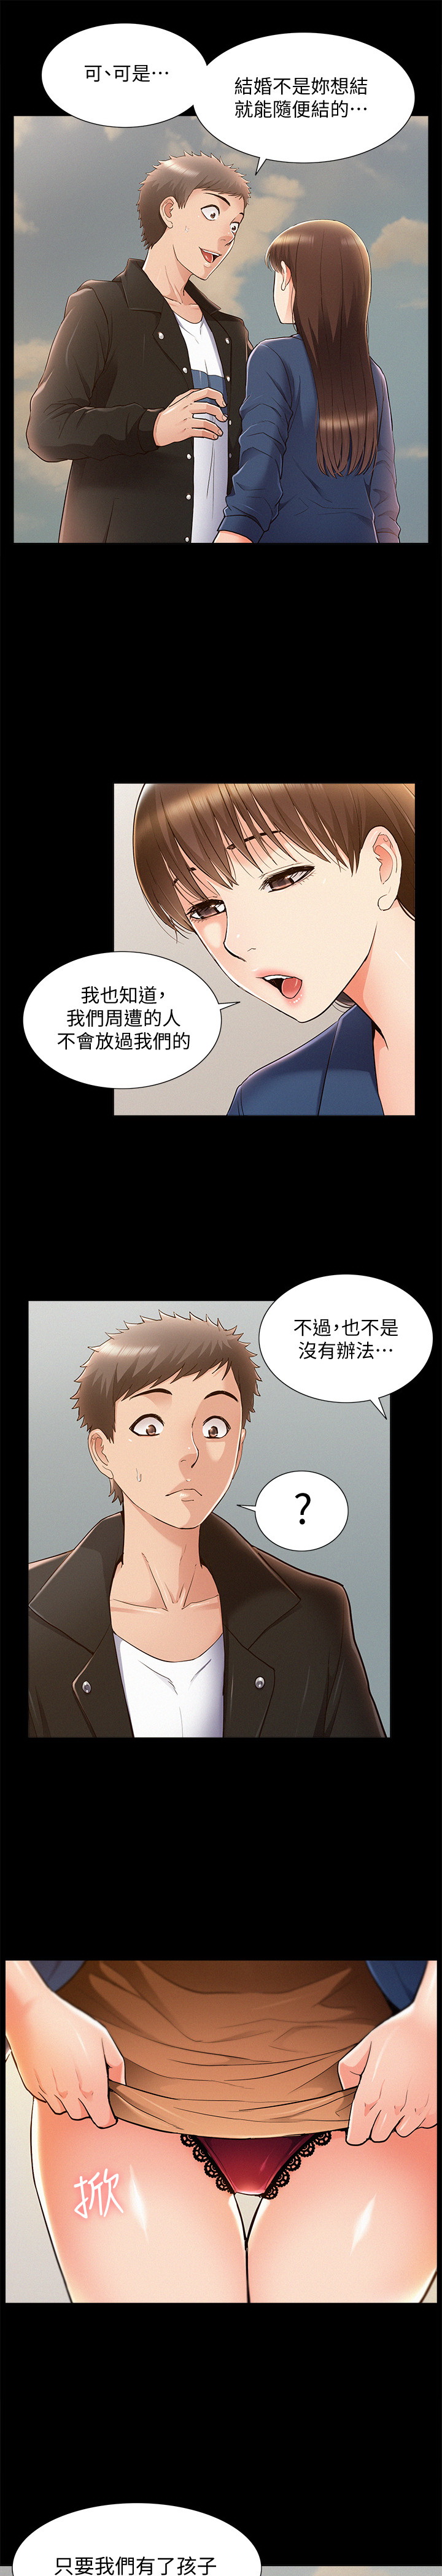 可、可是⋯
結婚不是妳想結
就能隨便結的⋯
我也知道，
我們周遭的人
不會放過我們的
不過，也不是
沒有辦法⋯
?
掀
只要我們有了孩子